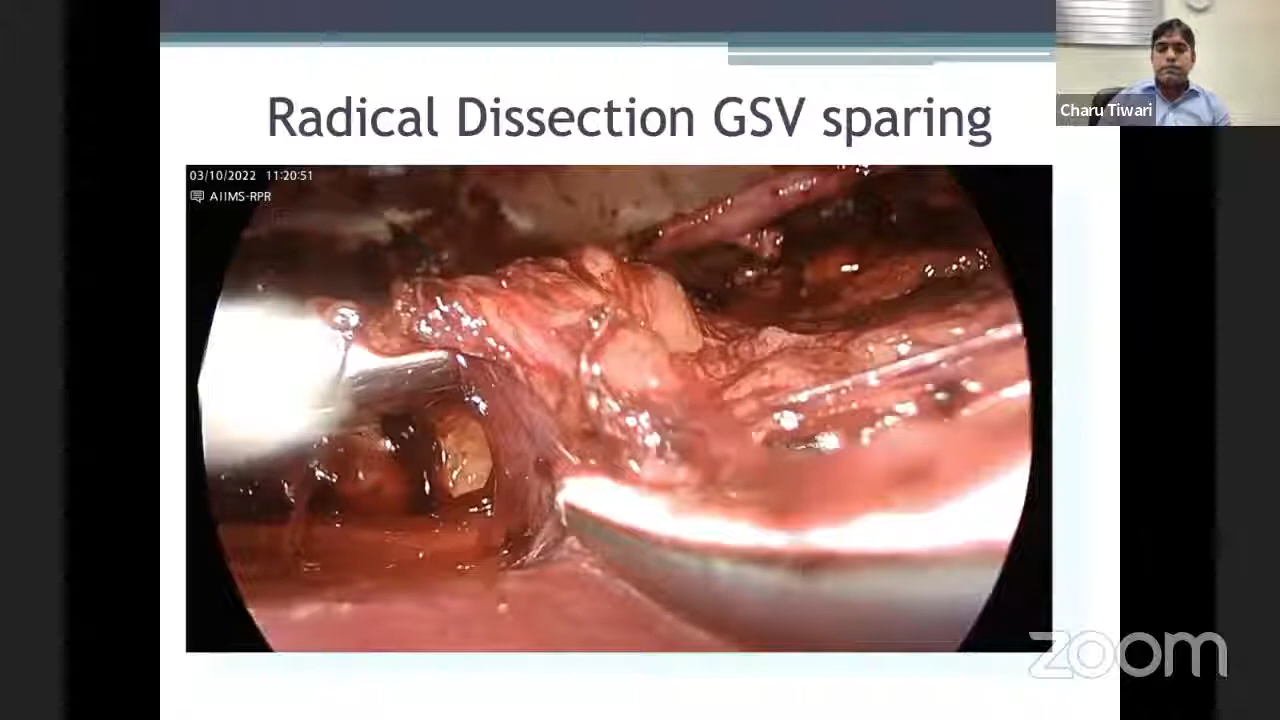 Radical Dissection GSV sparing
Charu Tiwari
03/10/2022 11:20:51
AIIMS-RPR
zoom